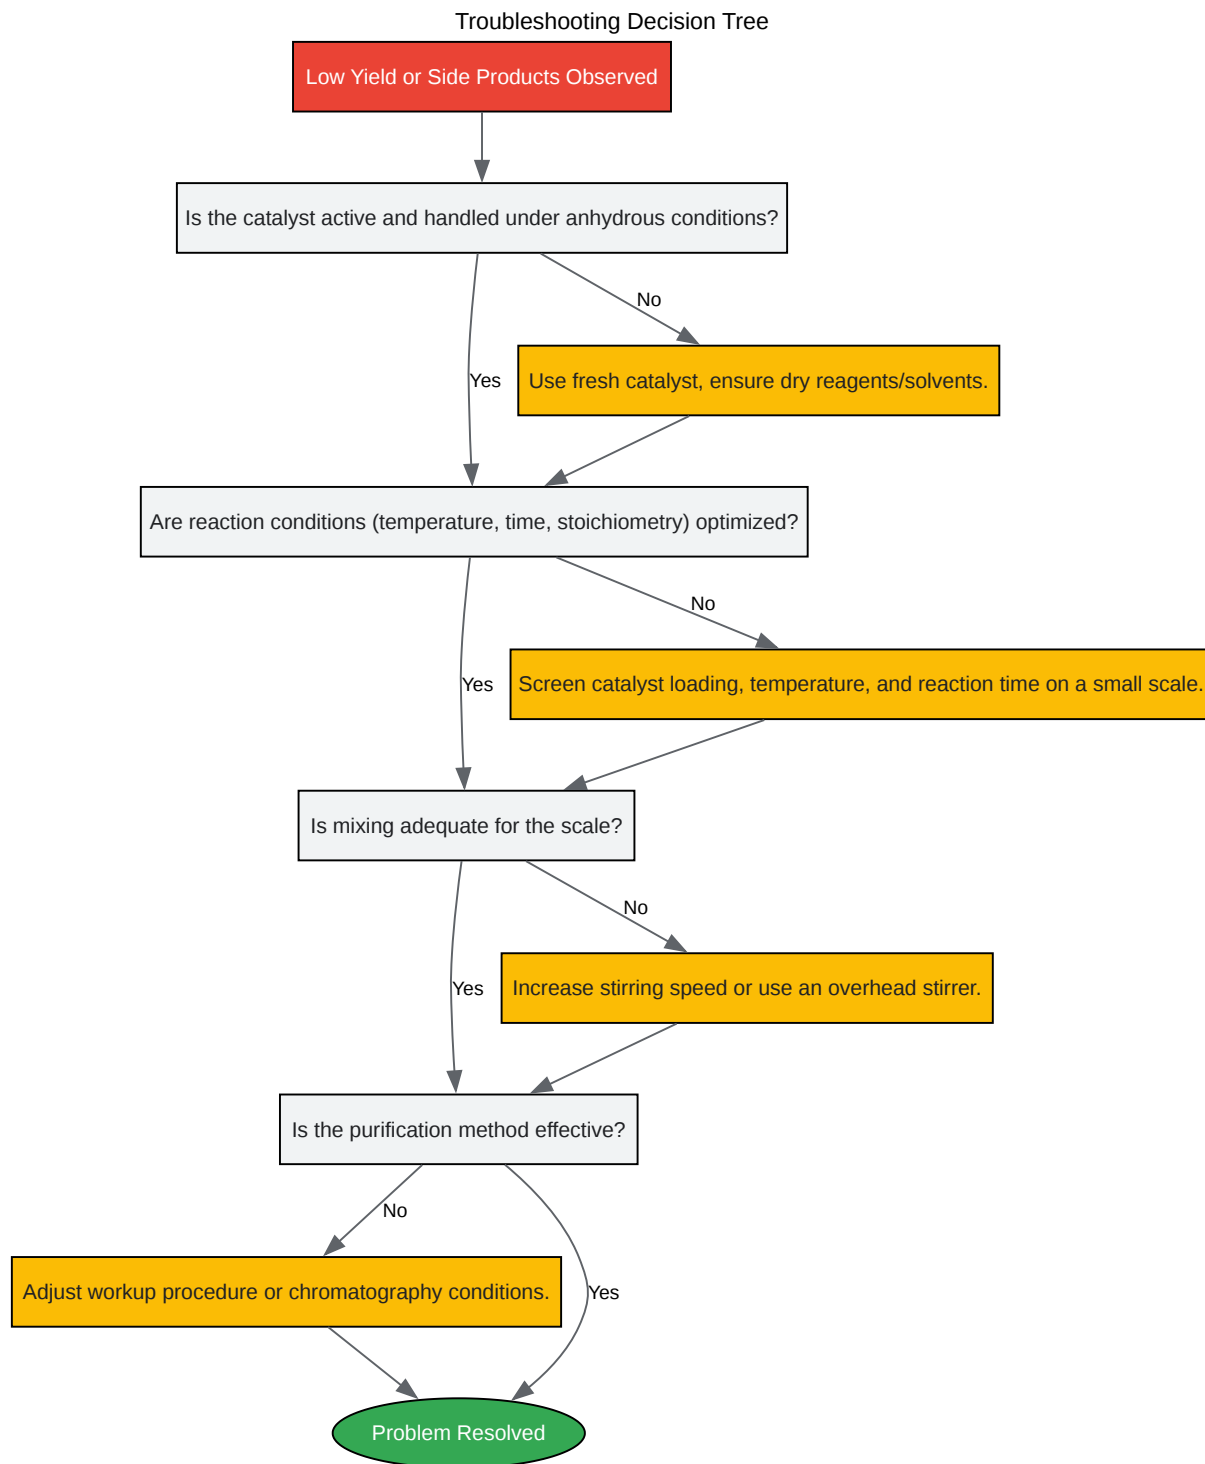 Troubleshooting Decision Tree
Low Yield or Side Products Observed
Is the catalyst active and handled under anhydrous conditions?
No
Yes
Use fresh catalyst, ensure dry reagents/solvents.
Are reaction conditions (temperature, time, stoichiometry) optimized?
No
Yes
Screen catalyst loading, temperature, and reaction time on a small scale.
Is mixing adequate for the scale?
No
Yes
Increase stirring speed or use an overhead stirrer.
Is the purification method effective?
No
Adjust workup procedure or chromatography conditions.
Yes
Problem Resolved